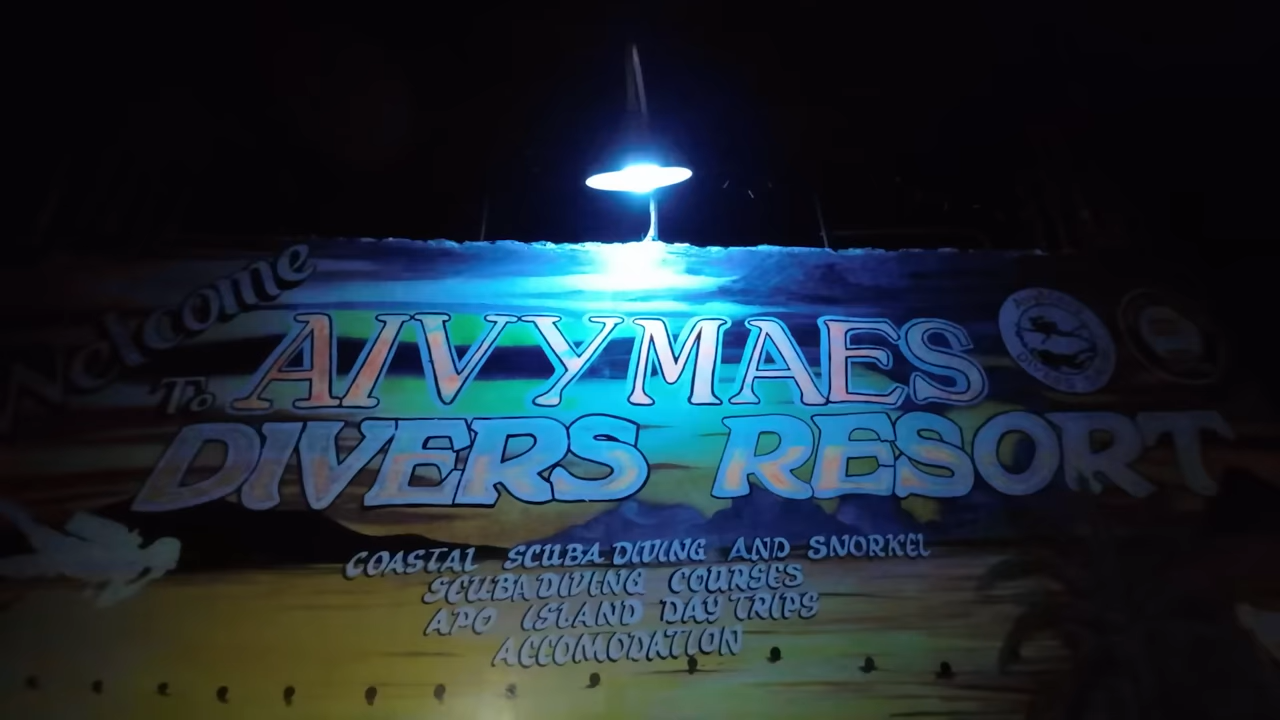 Welcome
To AIVYMAES
DIVERS RESORT
COASTAL SCUBA DIVING AND SNORKEL
SCUBA DIVING COURSES
APO ISLAND DAY TRIPS
ACCOMODATION